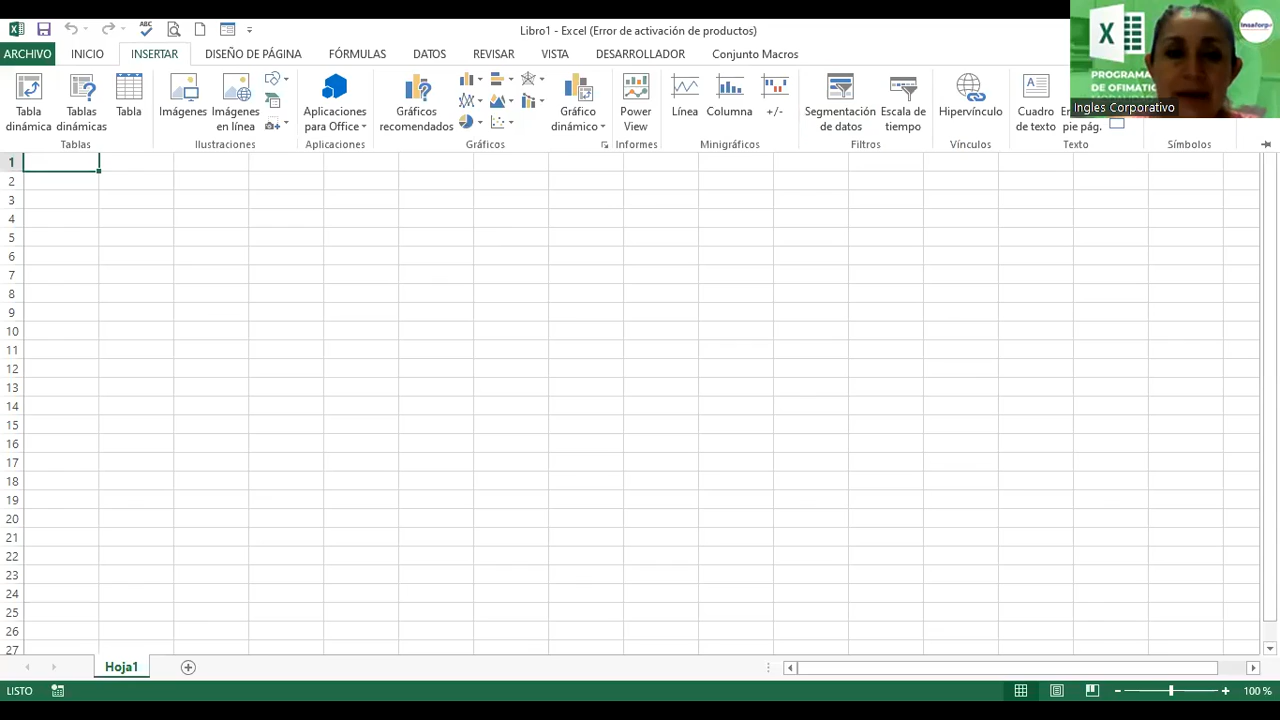 Libro1 - Excel (Error de activación de productos)
ABC
ARCHIVO INICIO INSERTAR DISEÑO DE PÁGINA FÓRMULAS DATOS REVISAR VISTA DESARROLLADOR Conjunto Macros
Tabla dinámica
Tablas dinámicas
Tabla
Imágenes
Imágenes en línea
Aplicaciones para Office
Gráficos recomendados
Gráfico dinámico
Power View
Línea
Columna
+/-
Segmentación de datos
Escala de tiempo
Hipervínculo
Cuadro de texto
pie pág.
Tablas Ilustraciones Aplicaciones Gráficos Informes Minigráficos Filtros Vínculos Texto Símbolos
X
PROGRAMA
DE OFIMÁTIC
Insaforp
Ingles Corporativo
1
2
3
4
5
6
7
8
9
10
11
12
13
14
15
16
17
18
19
20
21
22
23
24
25
26
27
Hoja1
LISTO
100 %